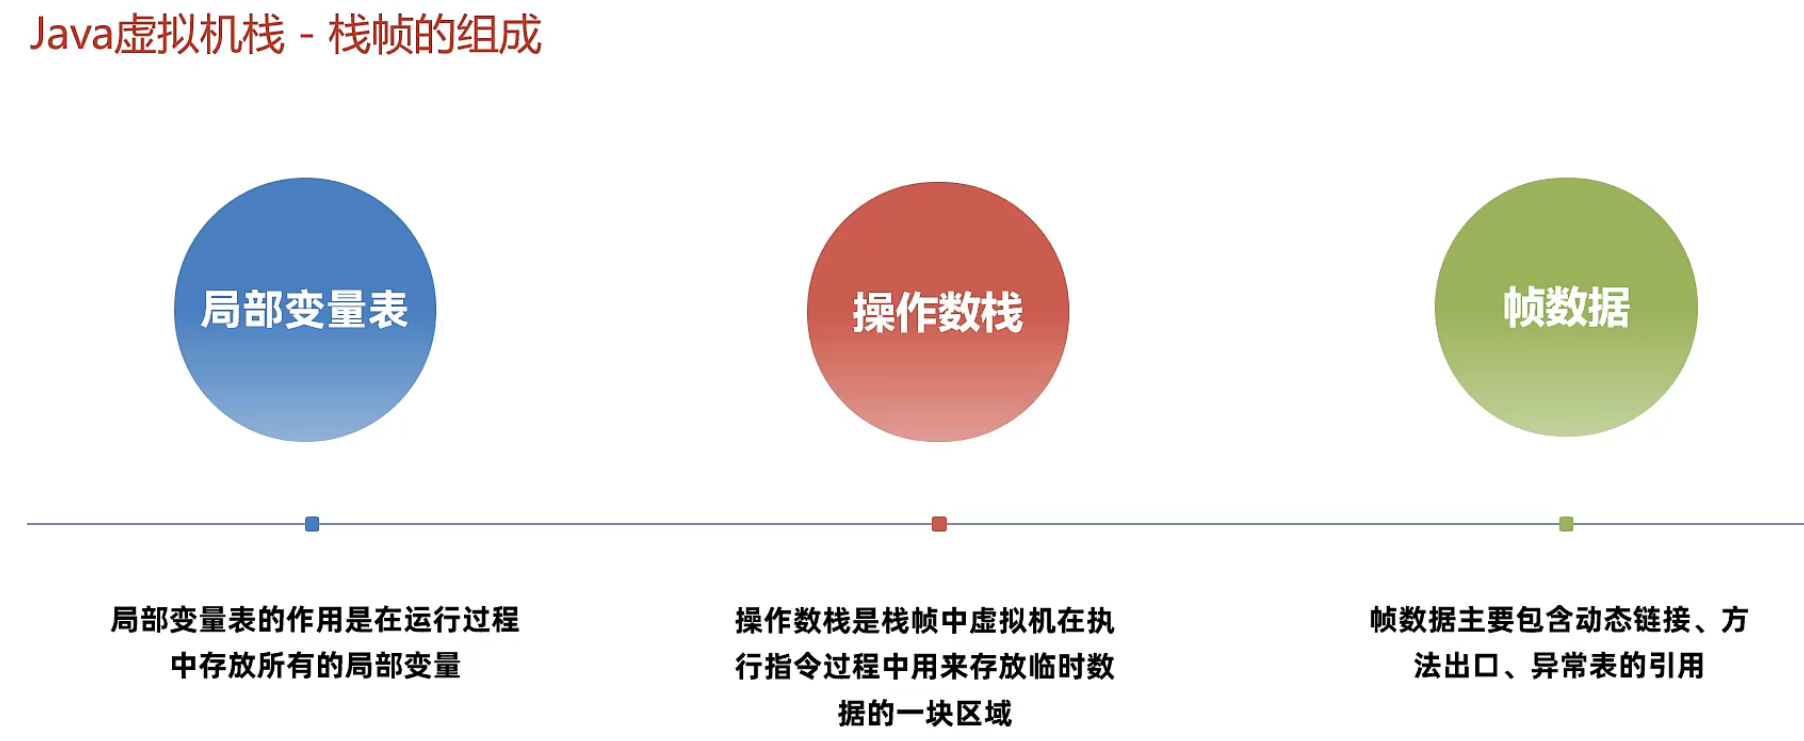 Java虚拟机栈 - 栈帧的组成
局部变量表
操作数栈
帧数据
局部变量表的作用是在运行过程
中存放所有的局部变量
操作数栈是栈帧中虚拟机在执
行指令过程中用来存放临时数
据的一块区域
帧数据主要包含动态链接、方
法出口、异常表的引用